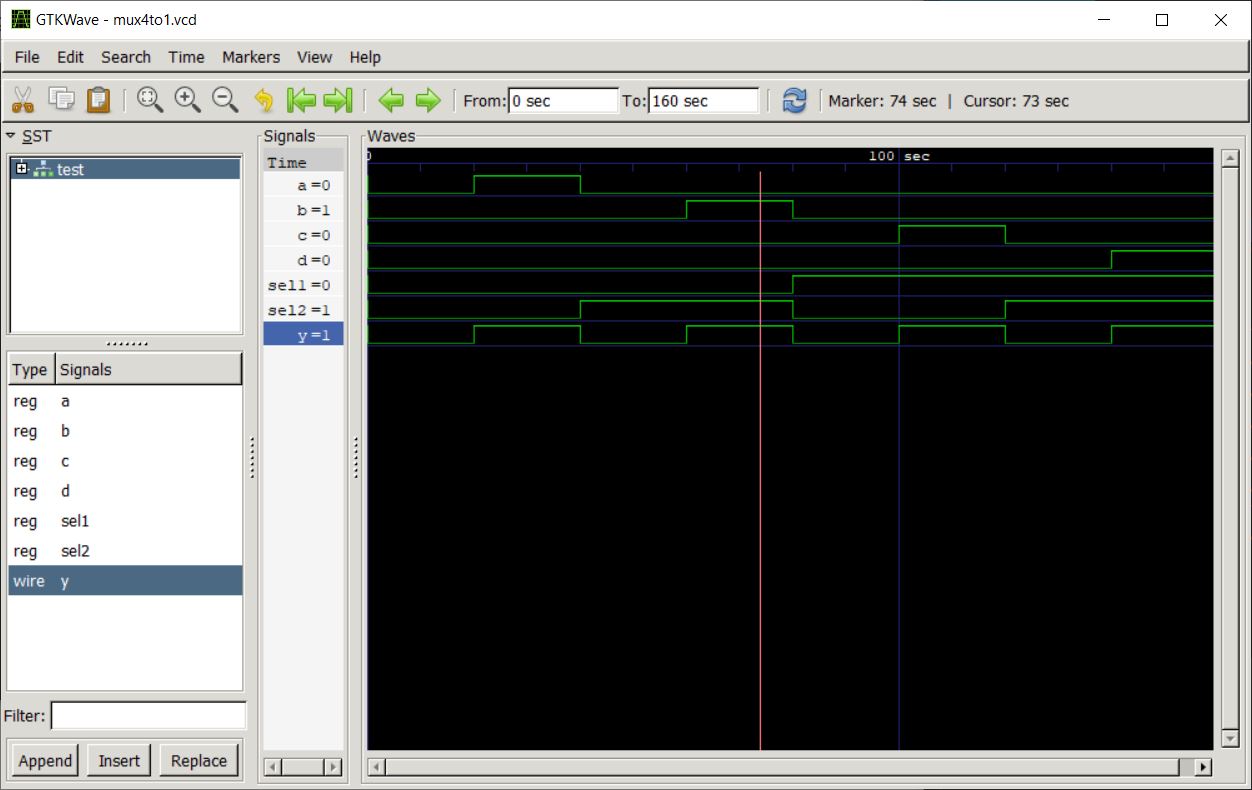 GTKWave - mux4to1.vcd
File Edit Search Time Markers View Help
From: 0 sec To: 160 sec Marker: 74 sec | Cursor: 73 sec
SST
test
Type Signals
reg a
reg b
reg c
reg d
reg sel1
reg sel2
wire y
Filter:
Append Insert Replace
Signals
Time
a=0
b=1
c=0
d=0
sel1=0
sel2=1
y=1
Waves
0 100 sec